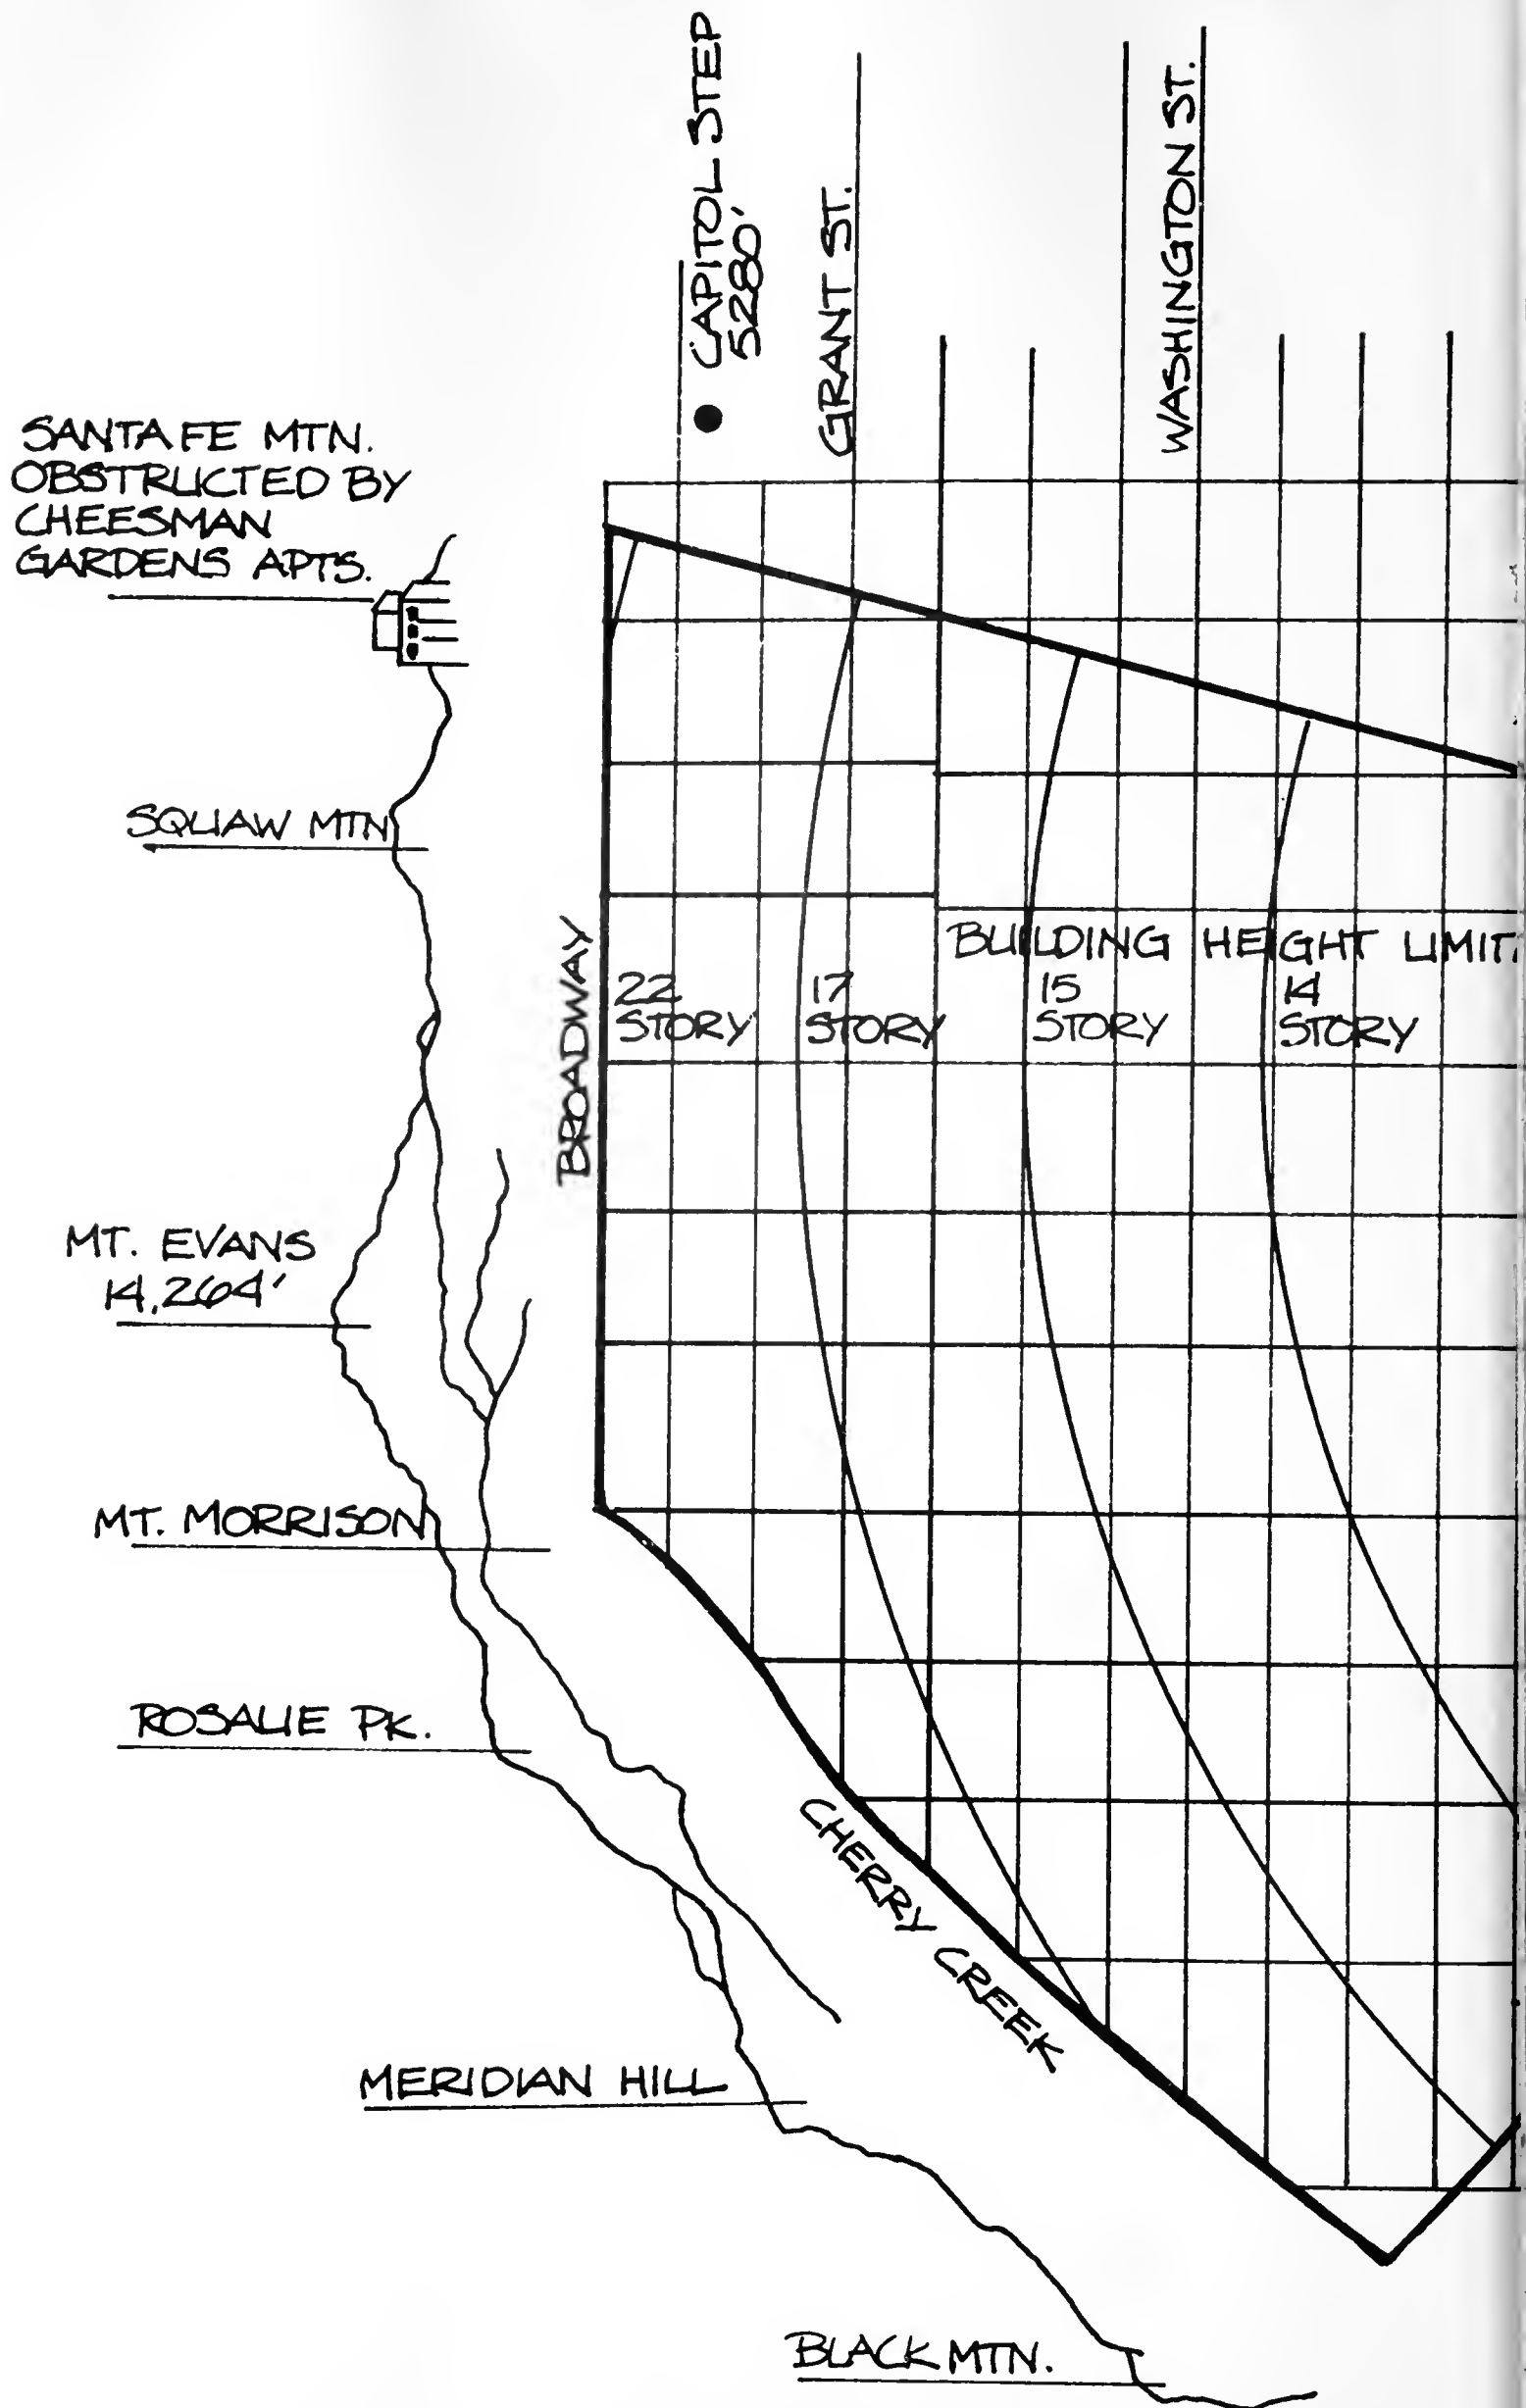 CAPITOL STEP
5280'
GRANT ST.
WASHINGTON ST.
SANTA FE MTN.
OBSTRUCTED BY
CHEESMAN
GARDENS APTS.
SQUAW MTN
BROADWAY
BUILDING HEIGHT LIMIT
22
STORY
17
STORY
15
STORY
14
STORY
MT. EVANS
14,264'
MT. MORRISON
ROSALIE PK.
CHERRY CREEK
MERIDIAN HILL
BLACK MTN.